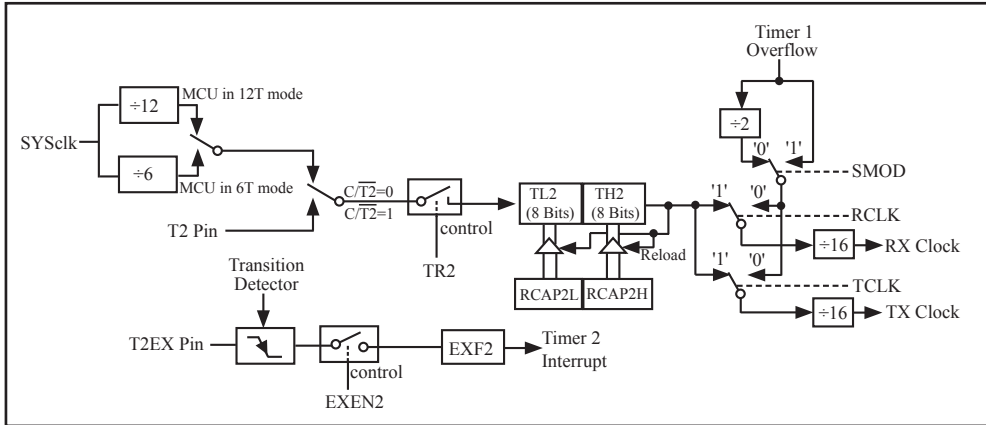 Timer 1
Overflow
÷12
MCU in 12T mode
÷2
SYSclk
'0'
'1'
÷6
MCU in 6T mode
SMOD
C/T2=0
C/T2=1
TL2
(8 Bits)
TH2
(8 Bits)
'1'
'0'
RCLK
T2 Pin
control
÷16
RX Clock
Reload
TR2
Transition
Detector
'1'
'0'
RCAP2L
RCAP2H
TCLK
÷16
TX Clock
T2EX Pin
EXF2
Timer 2
Interrupt
control
EXEN2